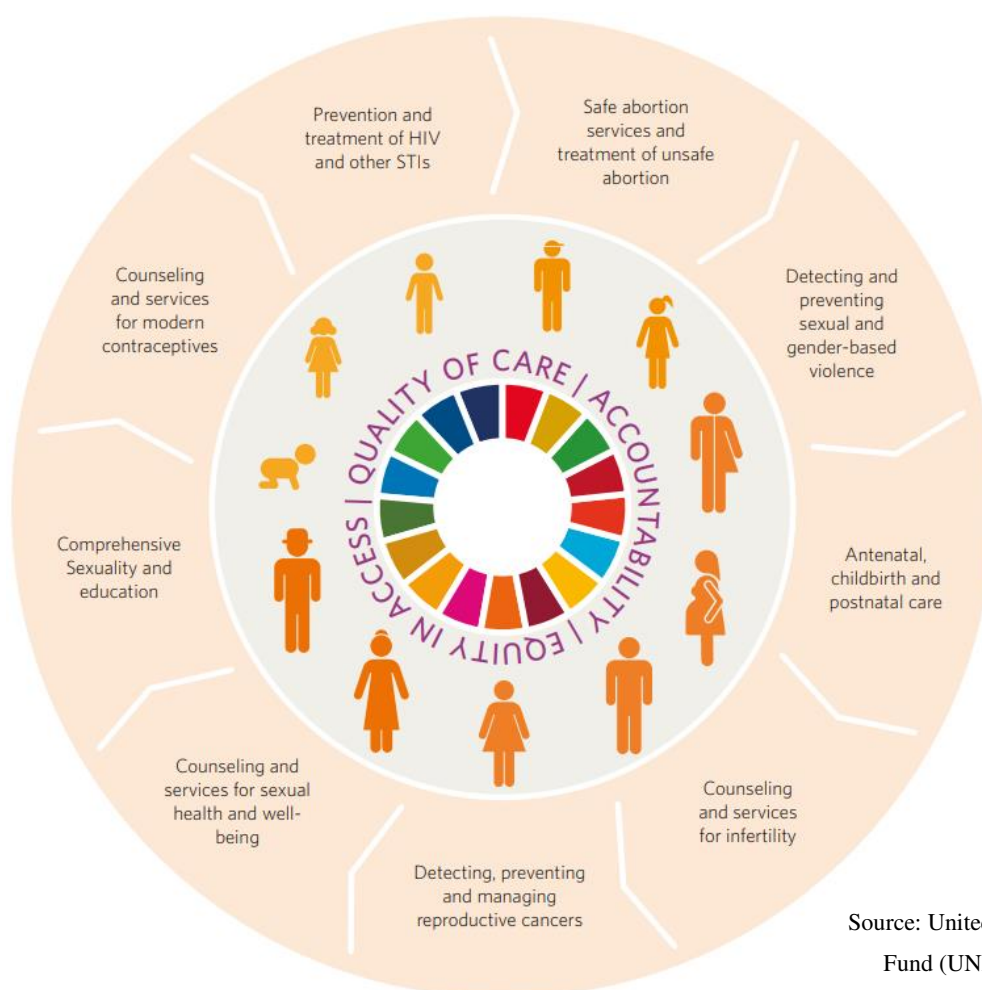 Prevention and
treatment of HIV
and other STIs
Safe abortion
services and
treatment of unsafe
abortion
Detecting and
preventing
sexual and
gender-based
violence
Antenatal,
childbirth and
postnatal care
Counseling
and services
for infertility
Detecting, preventing
and managing
reproductive cancers
Counseling and
services for sexual
health and well-
being
Comprehensive
Sexuality and
education
Counseling
and services
for modern
contraceptives
QUALITY OF CARE | ACCOUNTABILITY | EQUITY IN ACCESS |
Source: United
Fund (UN